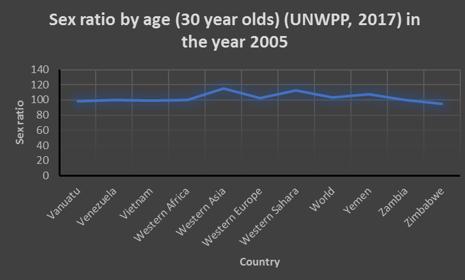 Sex ratio by age (30 year olds) (UNWPP, 2017) in
the year 2005
140
120
100
80
60
40
20
0
Sex ratio
Vanuatu
Venezuela
Vietnam
Western Africa
Western Asia
Western Europe
Western Sahara
World
Yemen
Zambia
Zimbabwe
Country